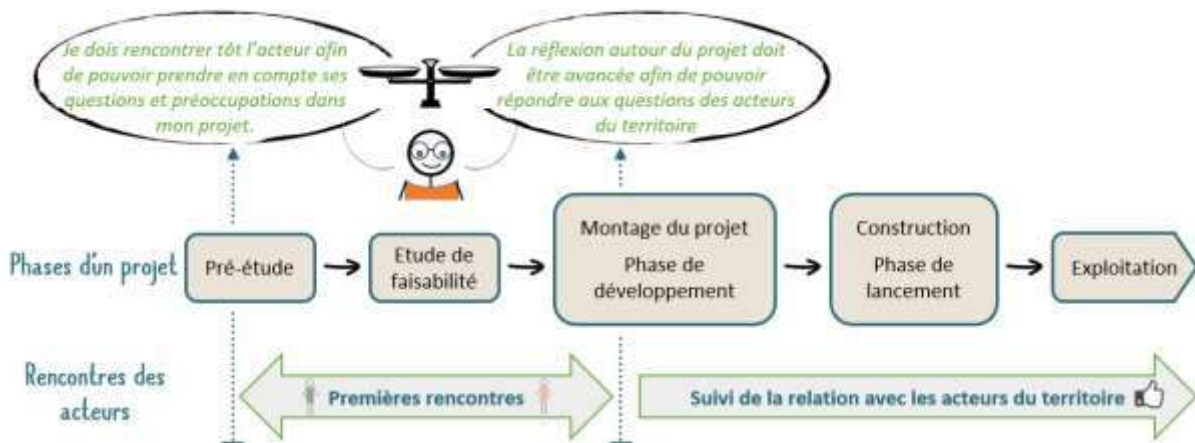 Je dois rencontrer tôt l'acteur afin
de pouvoir prendre en compte ses
questions et préoccupations dans
mon projet.
La réflexion autour du projet doit
être avancée afin de pouvoir
répondre aux questions des acteurs
du territoire
Phases d'un projet
Pré-étude
Etude de
faisabilité
Montage du projet
Phase de
développement
Construction
Phase de
lancement
Exploitation
Rencontres des
acteurs
Premières rencontres
Suivi de la relation avec les acteurs du territoire